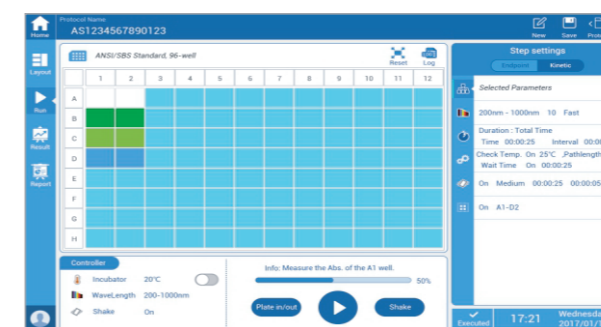 Protocol Name
AS1234567890123
Home
New Save
ANSI/SBS Standard, 96-well
Reset Log
1 2 3 4 5 6 7 8 9 10 11 12
A
B
C
D
E
F
G
H
Layout
Run
Result
Report
Step settings
Endpoint Kinetic
Selected Parameters
200nm - 1000nm 10 Fast
Duration : Total Time
Time 00:00:25 Interval 00:00
Check Temp. On 25°C ,Pathlength
Wait Time On 00:00:25
On Medium 00:00:25 00:00:05
On A1-D2
Controller
Incubator 20°C
WaveLength 200-1000nm
Shake On
Info: Measure the Abs. of the A1 well.
50%
Plate in/out Shake
Executed 17:21
2017/01/1